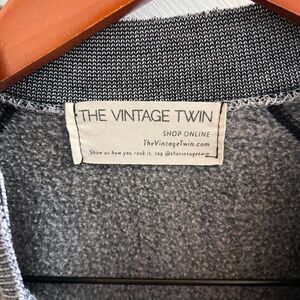 THE VINTAGE TWIN
SHOP ONLINE
TheVintageTwin.com
Show us how you rock it, tag @thevintagetwin